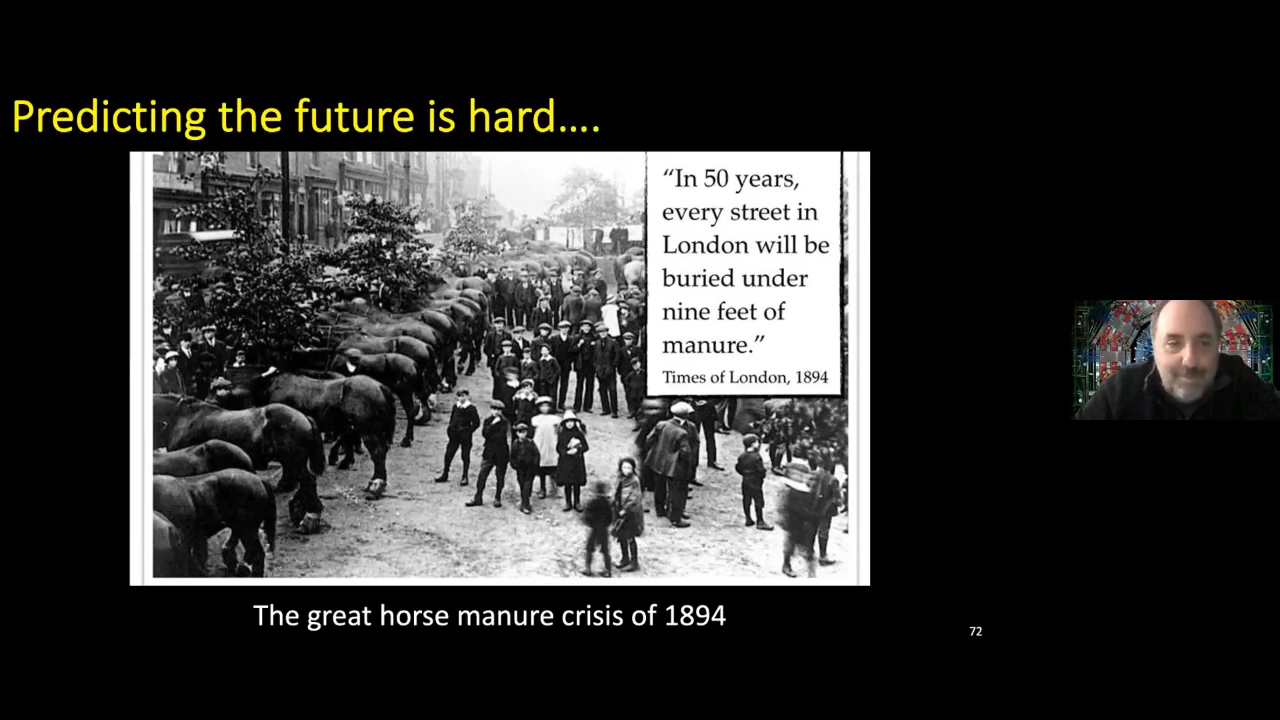 Predicting the future is hard....
“In 50 years,
every street in
London will be
buried under
nine feet of
manure.”
Times of London, 1894
The great horse manure crisis of 1894
72